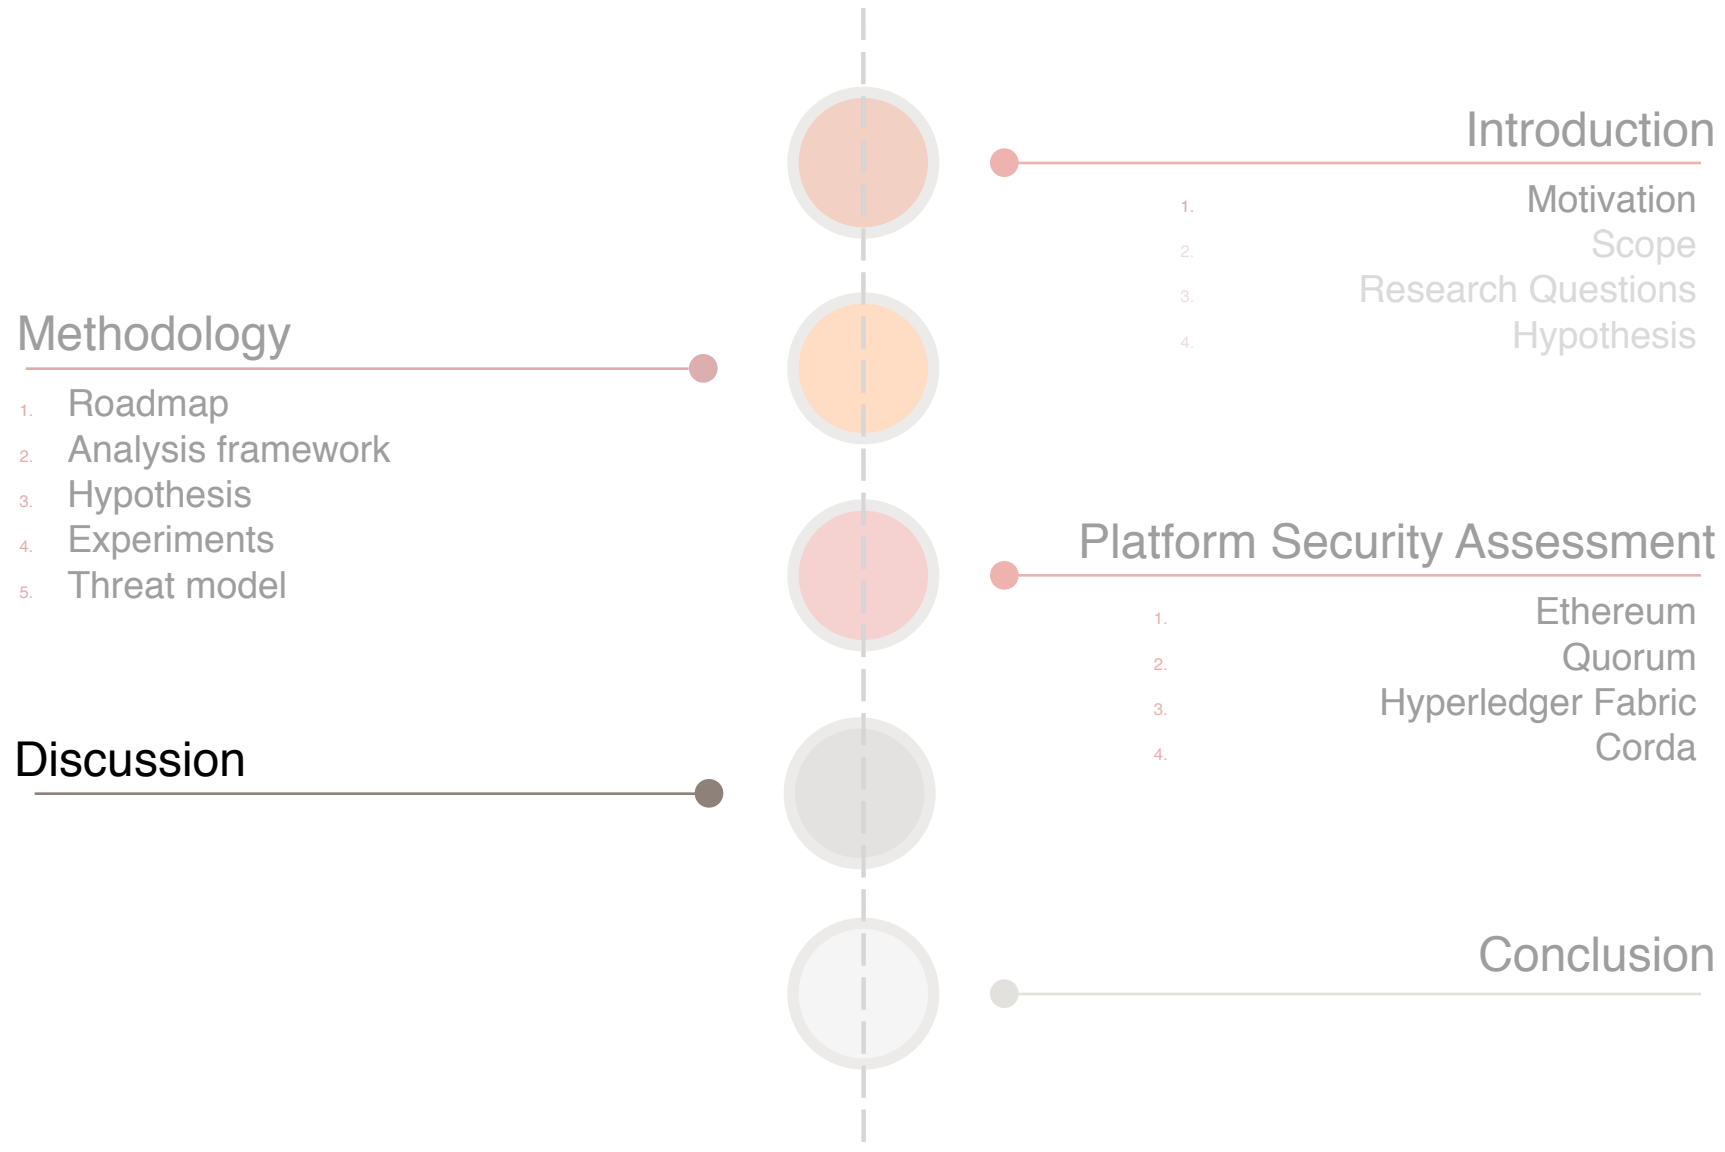 Introduction
1. Motivation
2. Scope
3. Research Questions
4. Hypothesis
Methodology
1. Roadmap
2. Analysis framework
3. Hypothesis
4. Experiments
5. Threat model
Platform Security Assessment
1. Ethereum
2. Quorum
3. Hyperledger Fabric
4. Corda
Discussion
Conclusion